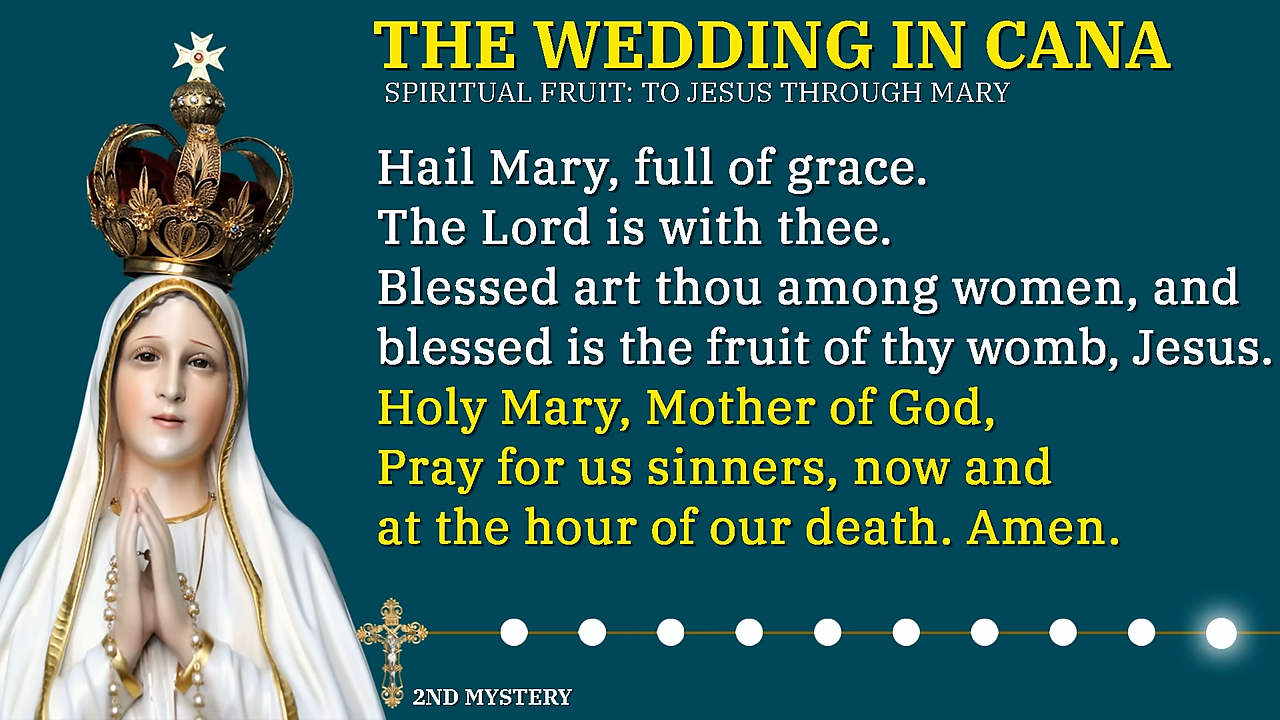 THE WEDDING IN CANA
SPIRITUAL FRUIT: TO JESUS THROUGH MARY
Hail Mary, full of grace.
The Lord is with thee.
Blessed art thou among women, and
blessed is the fruit of thy womb, Jesus.
Holy Mary, Mother of God,
Pray for us sinners, now and
at the hour of our death. Amen.
2ND MYSTERY